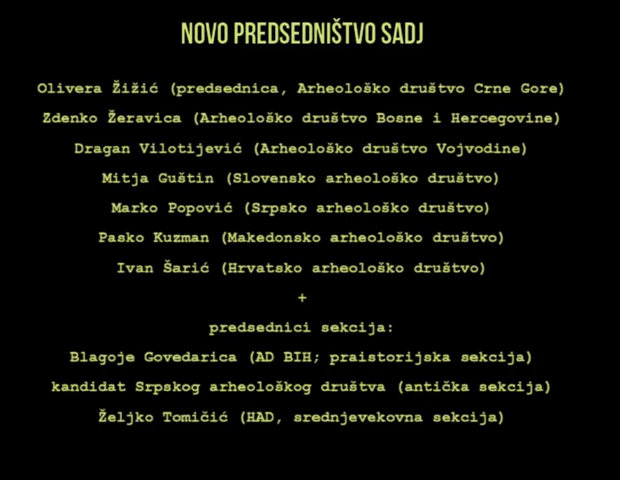 NOVO PREDSEDNIŠTVO SADJ
Olivera Žižić (predsednica, Arheološko društvo Crne Gore)
Zdenko Žeravica (Arheološko društvo Bosne i Hercegovine)
Dragan Vilotijević (Arheološko društvo Vojvodine)
Mitja Guštin (Slovensko arheološko društvo)
Marko Popović (Srpsko arheološko društvo)
Pasko Kuzman (Makedonsko arheološko društvo)
Ivan Šarić (Hrvatsko arheološko društvo)
+
predsednici sekcija:
Blagoje Govedarica (AD BIH; praistorijska sekcija)
kandidat Srpskog arheološkog društva (antička sekcija)
Željko Tomičić (HAD, srednjevekovna sekcija)